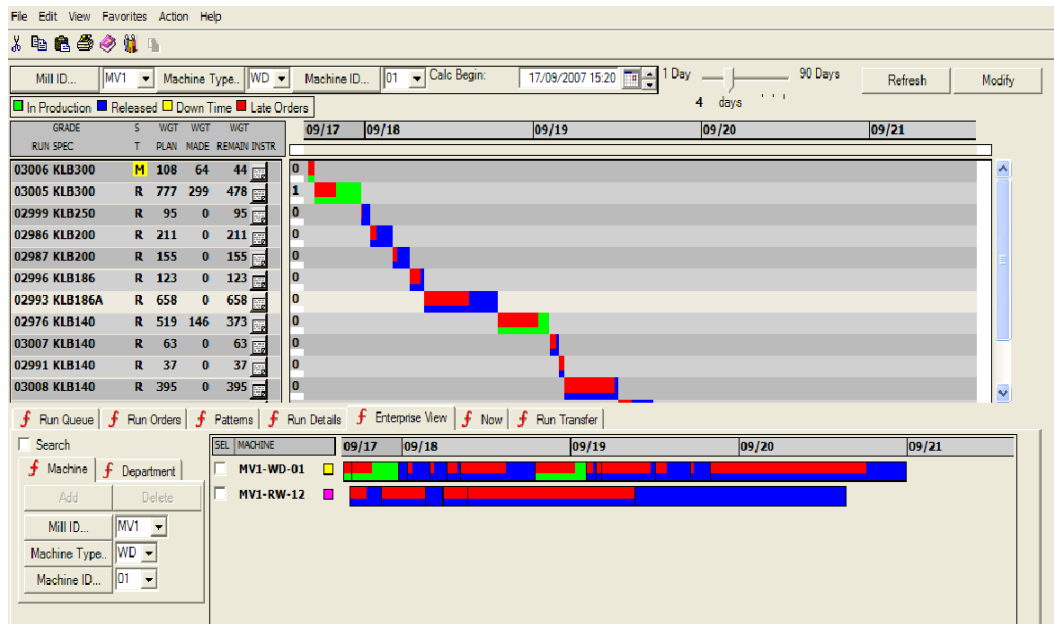 File Edit View Favorites Action Help
Mill ID... MV1 Machine Type.. WD Machine ID... 01 Calc Begin: 17/09/2007 15:20 1 Day 90 Days Refresh Modify
4 days
In Production Released Down Time Late Orders
GRADE S WGT WGT WGT 09/17 09/18 09/19 09/20 09/21
RUN SPEC T PLAN MADE REMAIN INSTR
03006 KLB300 M 108 64 44 0
03005 KLB300 R 777 299 478 1
02999 KLB250 R 95 0 95 0
02986 KLB200 R 211 0 211 0
02987 KLB200 R 155 0 155 0
02996 KLB186 R 123 0 123 0
02993 KLB186A R 658 0 658 0
02976 KLB140 R 519 146 373 0
03007 KLB140 R 63 0 63 0
02991 KLB140 R 37 0 37 0
03008 KLB140 R 395 0 395 0
Run Queue Run Orders Patterns Run Details Enterprise View Now Run Transfer
Search SEL MACHINE 09/17 09/18 09/19 09/20 09/21
Machine Department MV1-WD-01
Add Delete MV1-RW-12
Mill ID... MV1
Machine Type.. WD
Machine ID... 01